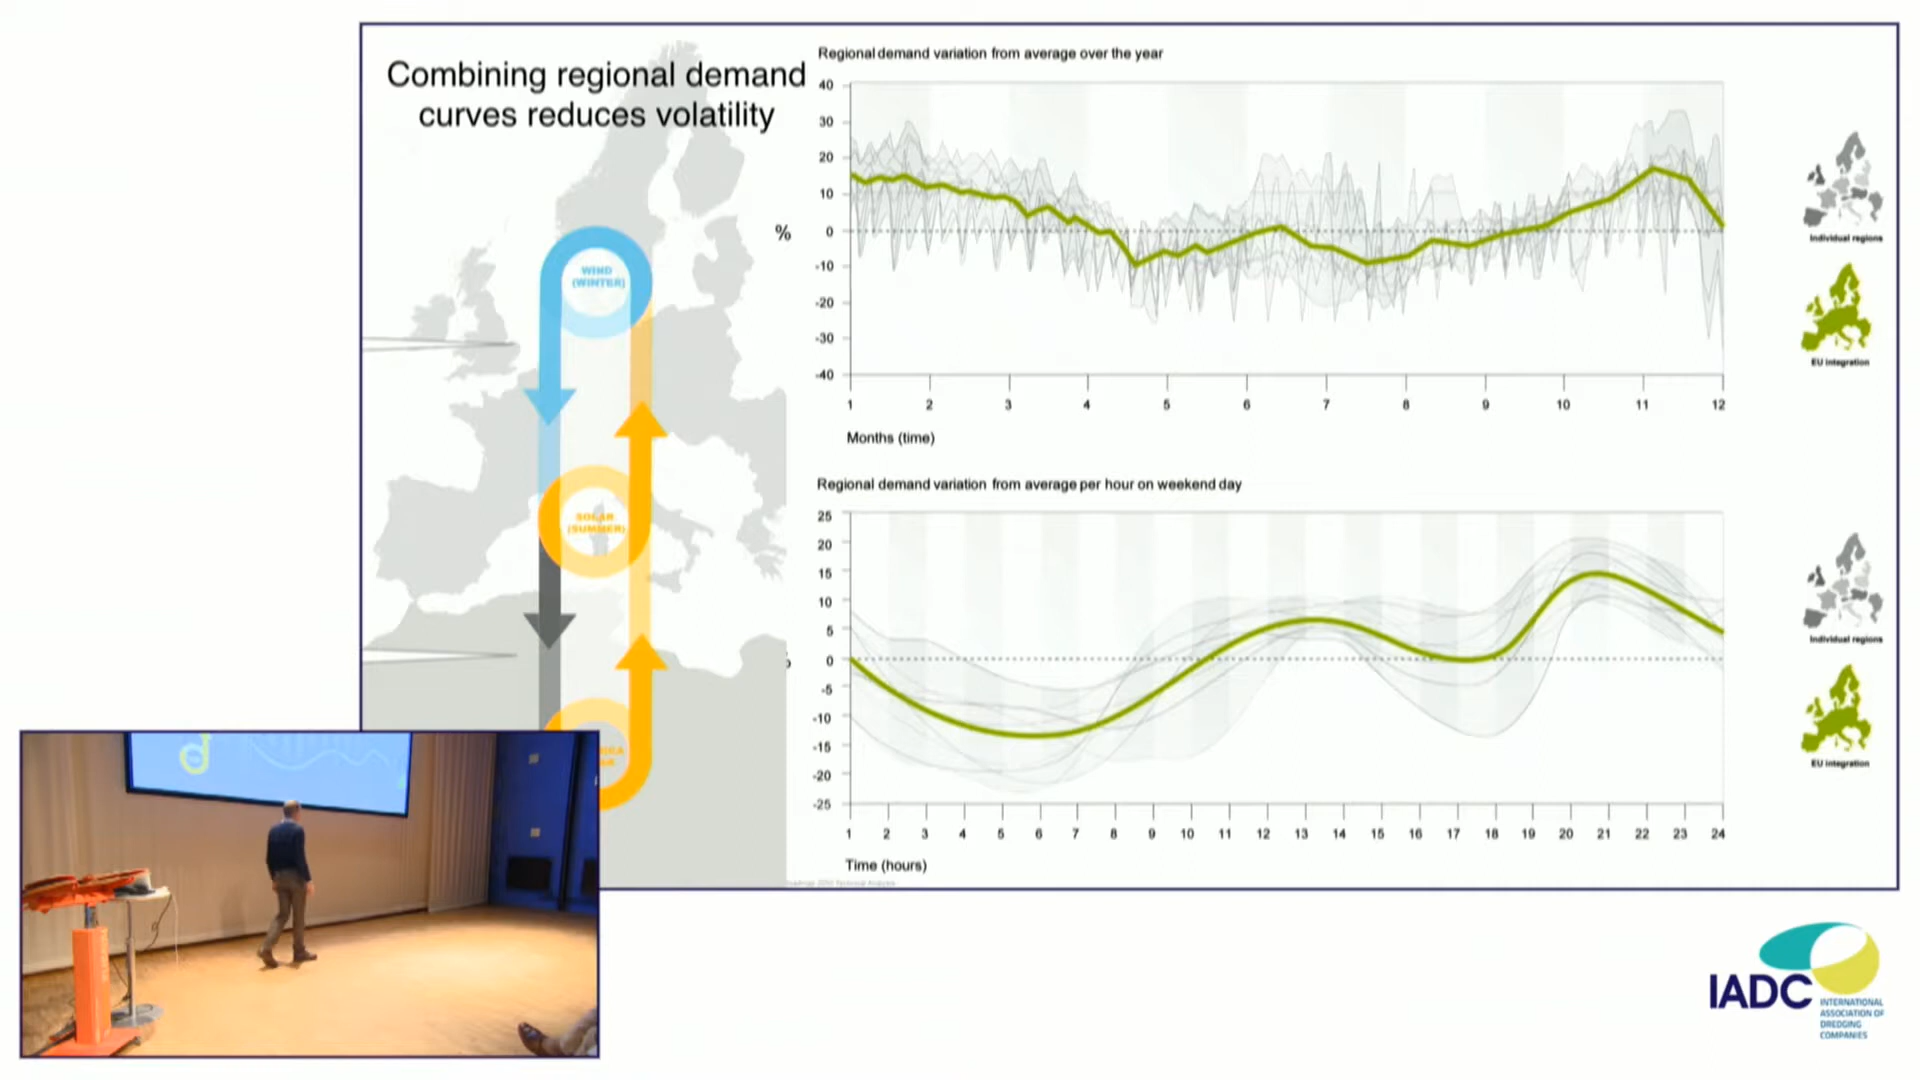 Combining regional demand
curves reduces volatility
WIND
(WINTER)
SOLAR
(SUMMER)
Regional demand variation from average over the year
40
30
20
10
0
-10
-20
-30
-40
%
1 2 3 4 5 6 7 8 9 10 11 12
Months (time)
Individual regions
EU integration
Regional demand variation from average per hour on weekend day
25
20
15
10
5
0
-5
-10
-15
-20
-25
1 2 3 4 5 6 7 8 9 10 11 12 13 14 15 16 17 18 19 20 21 22 23 24
Time (hours)
Individual regions
EU integration
IADC
INTERNATIONAL
ASSOCIATION OF
DREDGING
COMPANIES